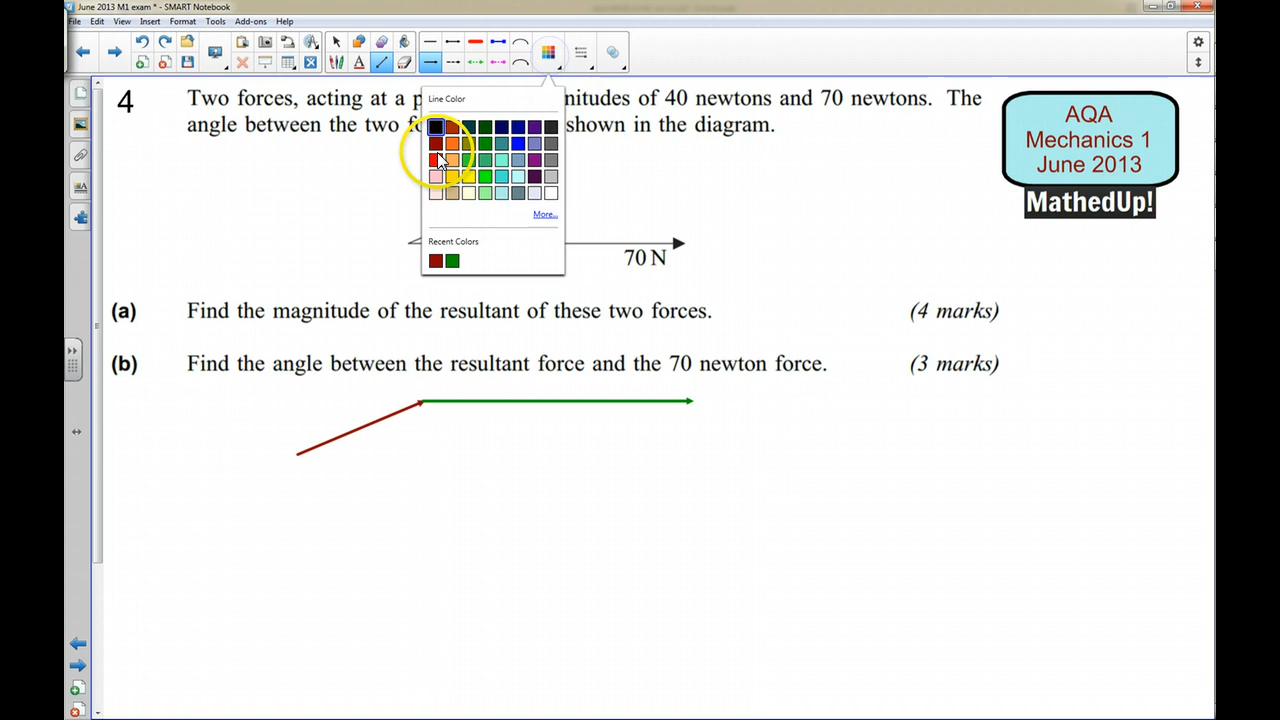 June 2013 M1 exam * - SMART Notebook
File Edit View Insert Format Tools Add-ons Help
4 Two forces, acting at a p nitudes of 40 newtons and 70 newtons. The
angle between the two fo shown in the diagram.
Line Color
More...
Recent Colors
70 N
AQA
Mechanics 1
June 2013
MathedUp!
(a) Find the magnitude of the resultant of these two forces. (4 marks)
(b) Find the angle between the resultant force and the 70 newton force. (3 marks)